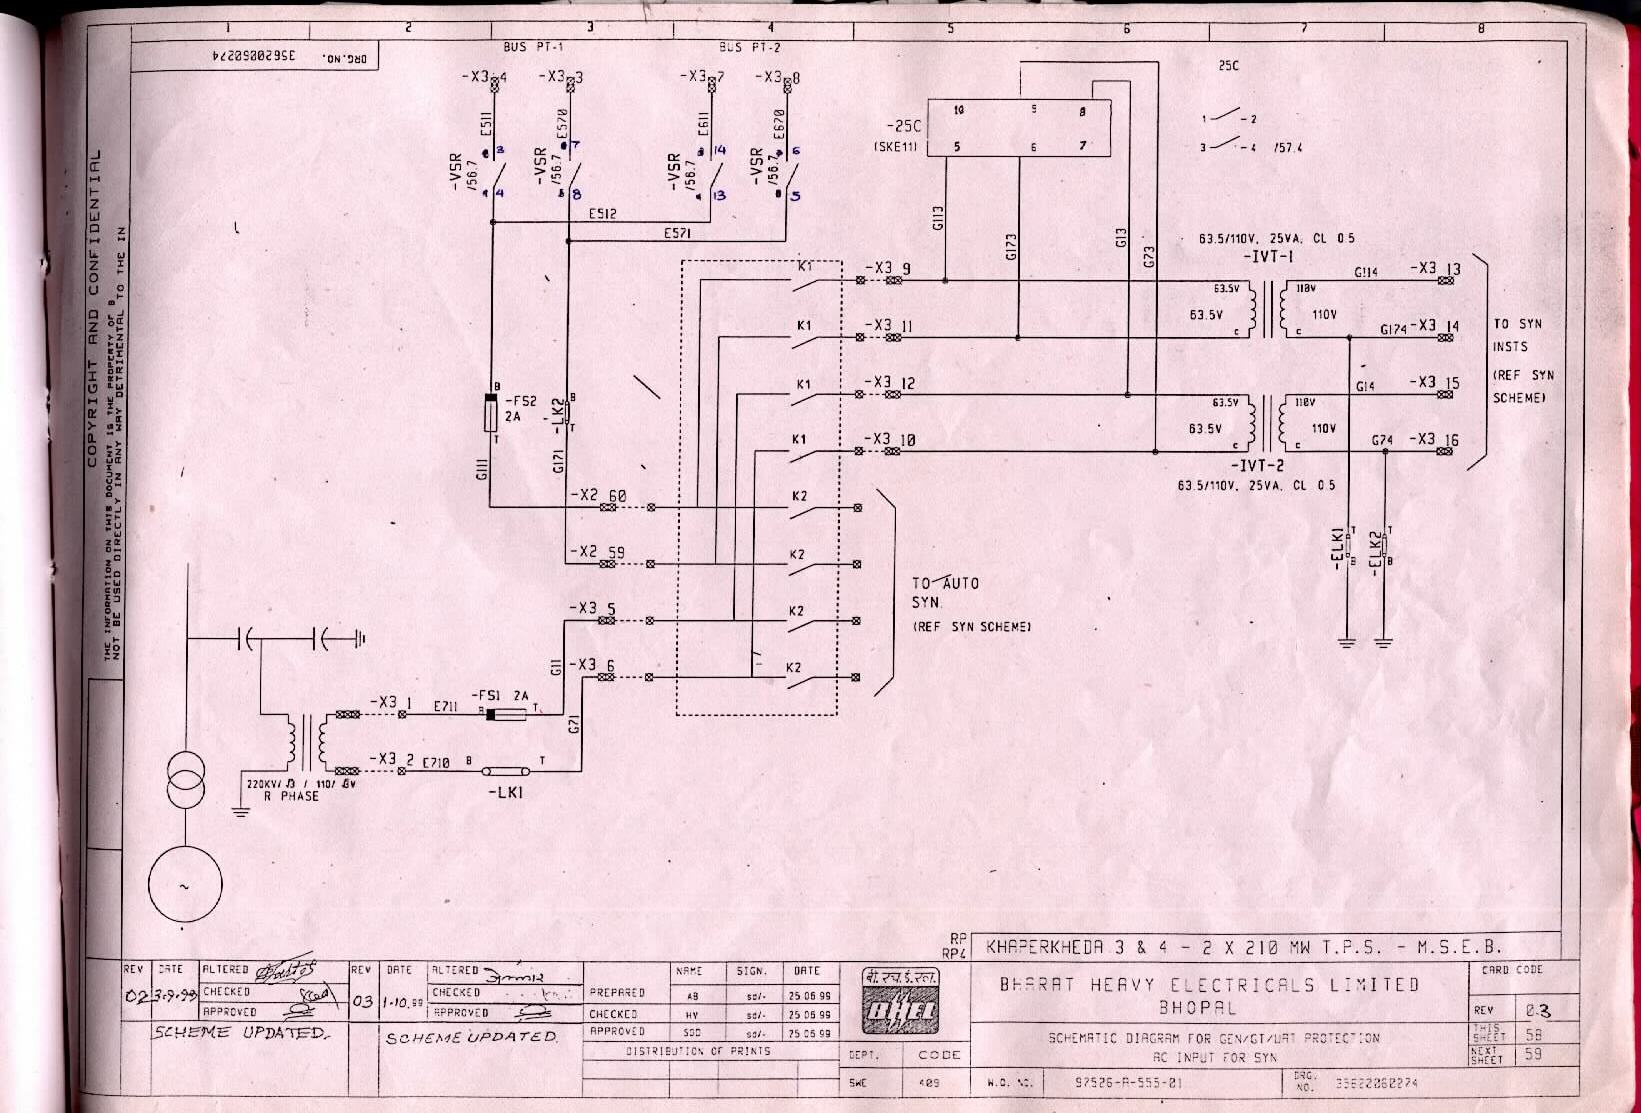 1 2 3 4 5 6 7 8
DRG.NO. 35620050274
BUS PT-1
BUS PT-2
-X3 4
-X3 3
-X3 7
-X3 8
25C
E511
E570
E611
E670
-25C
(SKE11)
10 9 8
5 6 7
1 - 2
3 - 4 /57.4
-VSR
/56.7
3
4
-VSR
/56.7
7
8
-VSR
/56.7
14
13
-VSR
/56.7
6
5
E512
E571
G113
G173
G13
G73
63.5/110V, 25VA, CL 0.5
-IVT-1
K1
-X3 9
63.5V
110V
G114
-X3 13
63.5V
110V
K1
-X3 11
C
C
G174
-X3 14
TO SYN
INSTS
(REF SYN
SCHEME)
K1
-X3 12
63.5V
110V
G14
-X3 15
63.5V
110V
K1
-X3 10
C
C
G74
-X3 16
-IVT-2
63.5/110V, 25VA, CL 0.5
B
-FS2
2A
T
B
-LK2
T
G111
G171
-X2 60
K2
-X2 59
K2
-X3 5
K2
-X3 6
K2
TO AUTO
SYN.
(REF SYN SCHEME)
-ELK1
T
B
-ELK2
T
B
G11
G71
-X3 1
E711
-FS1 2A
B
T
-X3 2
E710
B
T
-LK1
220KV/√3 / 110/√3V
R PHASE
~
COPYRIGHT AND CONFIDENTIAL
THE INFORMATION ON THIS DOCUMENT IS THE PROPERTY OF B
NOT BE USED DIRECTLY IN ANY WAY DETRIMENTAL TO THE IN
RP
RP4
KHAPERKHEDA 3 & 4 - 2 X 210 MW T.P.S. - M.S.E.B.
REV DATE ALTERED
02 3.9.99 CHECKED
APPROVED
SCHEME UPDATED.
REV DATE ALTERED
03 1.10.99 CHECKED
APPROVED
SCHEME UPDATED.
NAME SIGN. DATE
PREPARED AB sd/- 25 06 99
CHECKED HV sd/- 25 06 99
APPROVED SOD sd/- 25 06 99
DISTRIBUTION OF PRINTS
बी.एच.ई.एल.
BHEL
DEPT. CODE
SWE 409
BHARAT HEAVY ELECTRICALS LIMITED
BHOPAL
SCHEMATIC DIAGRAM FOR GEN/GT/UAT PROTECTION
AC INPUT FOR SYN
W.O. NO. 97526-A-555-01
DRG.
NO. 35622060274
CARD CODE
REV 03
THIS
SHEET 58
NEXT
SHEET 59